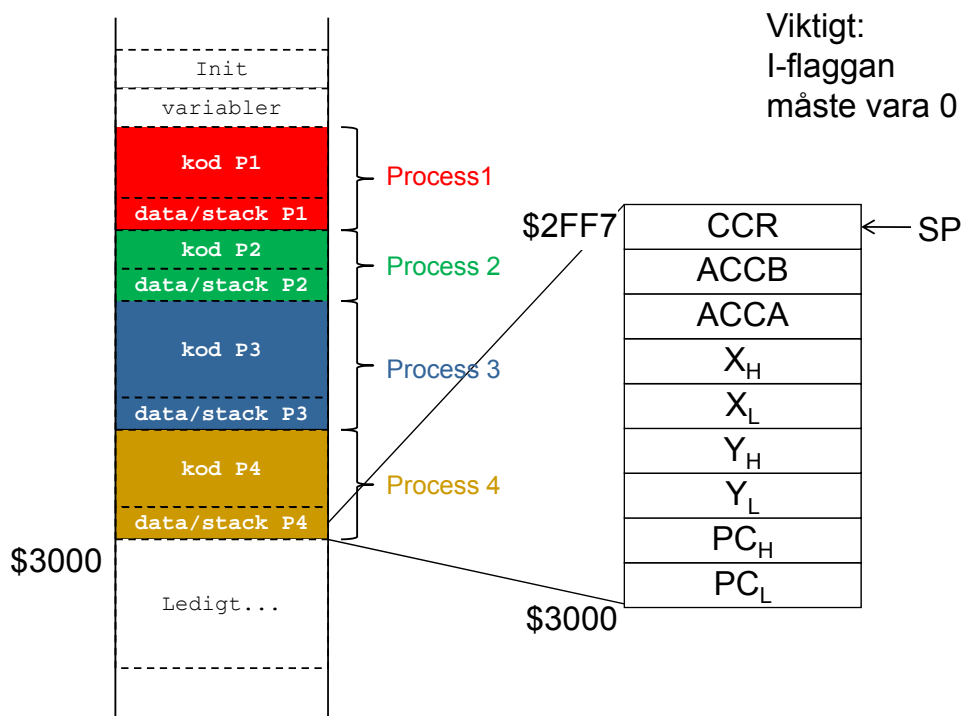 Viktigt:
I-flaggan
måste vara 0
Init
variabler
kod P1
data/stack P1
Process1
kod P2
data/stack P2
Process 2
kod P3
data/stack P3
Process 3
kod P4
data/stack P4
Process 4
$3000
Ledigt...
$2FF7
CCR
SP
ACCB
ACCA
XH
XL
YH
YL
PCH
PCL
$3000